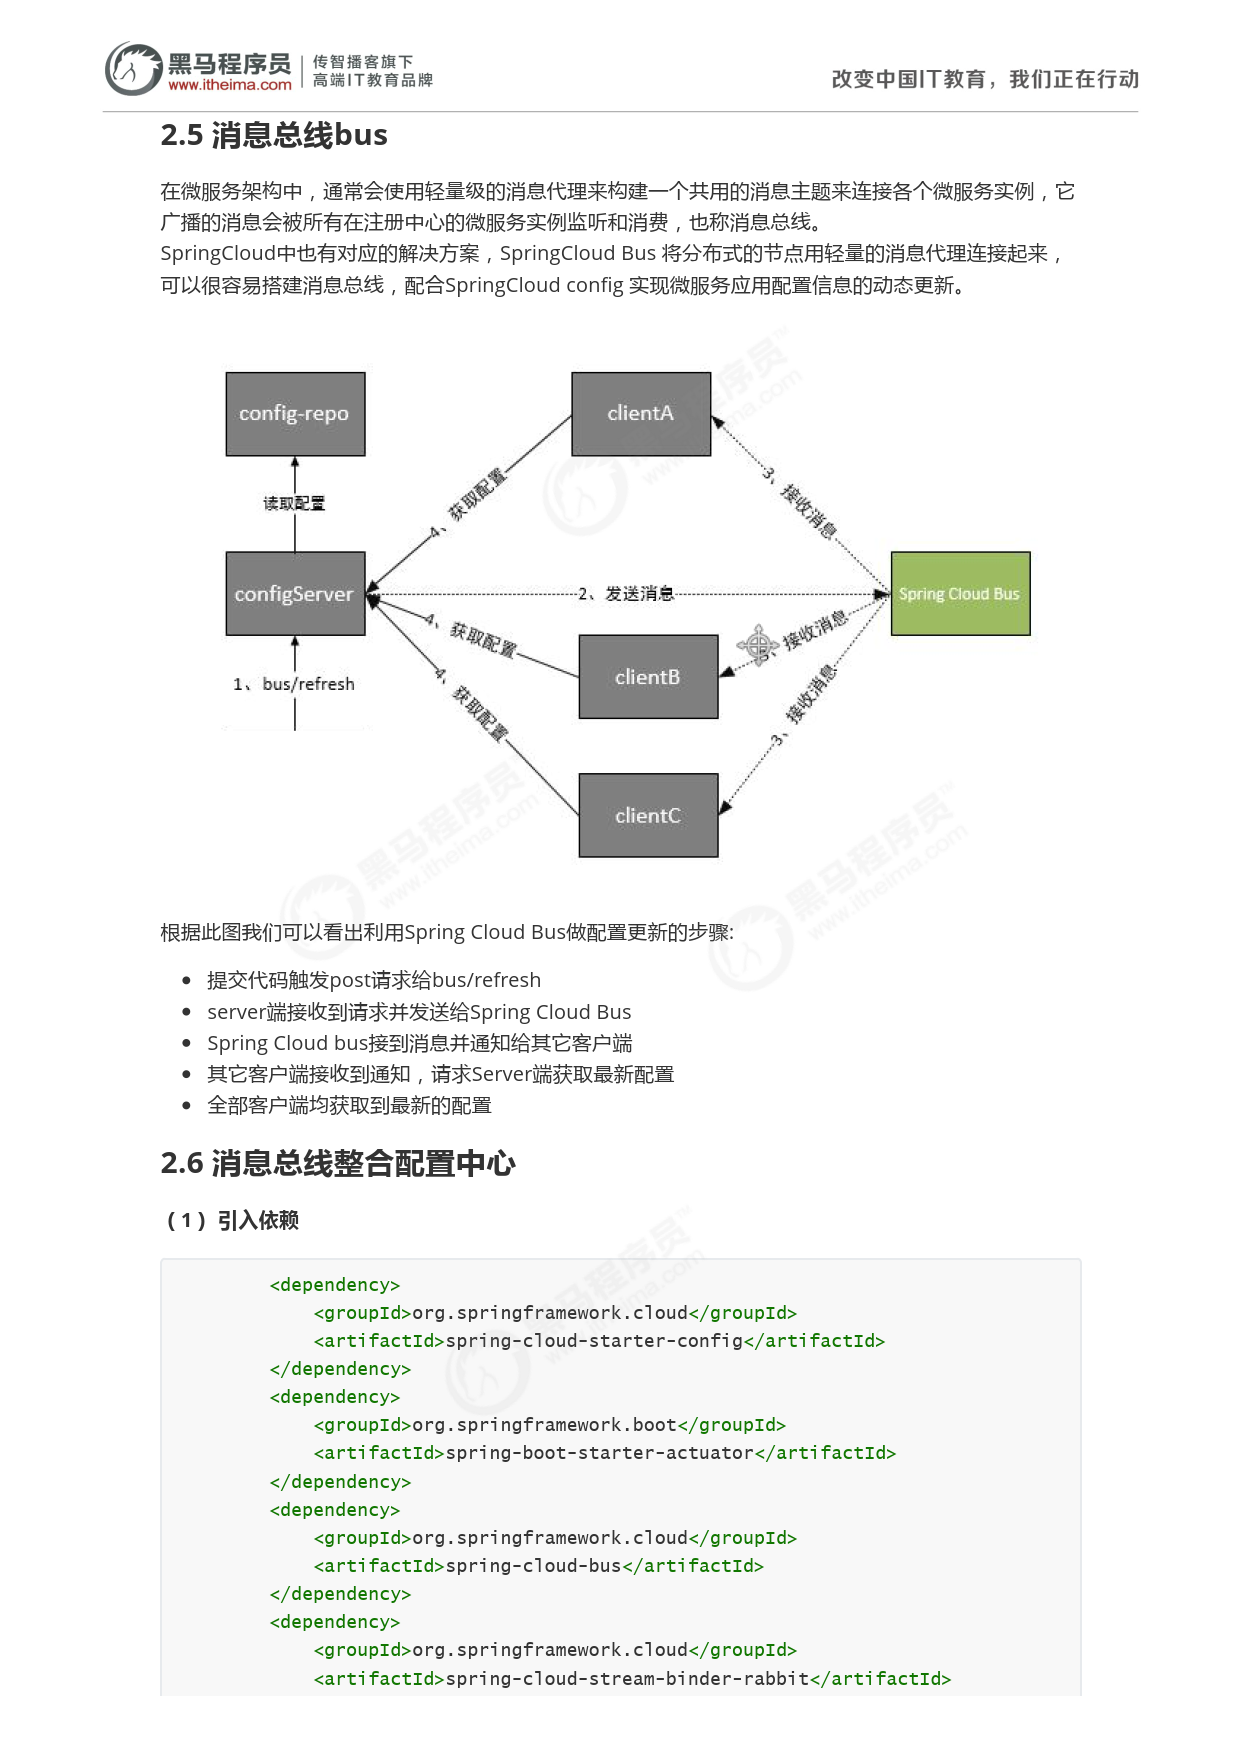 黑马程序员
www.itheima.com
传智播客旗下
高端IT教育品牌
改变中国IT教育，我们正在行动
2.5 消息总线bus
在微服务架构中，通常会使用轻量级的消息代理来构建一个共用的消息主题来连接各个微服务实例，它
广播的消息会被所有在注册中心的微服务实例监听和消费，也称消息总线。
SpringCloud中也有对应的解决方案，SpringCloud Bus 将分布式的节点用轻量的消息代理连接起来，
可以很容易搭建消息总线，配合SpringCloud config 实现微服务应用配置信息的动态更新。
config-repo
clientA
读取配置
4、获取配置
3、接收消息
configServer
2、发送消息
Spring Cloud Bus
4、获取配置
3、接收消息
1、bus/refresh
clientB
4、获取配置
3、接收消息
clientC
根据此图我们可以看出利用Spring Cloud Bus做配置更新的步骤:
提交代码触发post请求给bus/refresh
server端接收到请求并发送给Spring Cloud Bus
Spring Cloud bus接到消息并通知给其它客户端
其它客户端接收到通知，请求Server端获取最新配置
全部客户端均获取到最新的配置
2.6 消息总线整合配置中心
（1）引入依赖
<dependency>
<groupId>org.springframework.cloud</groupId>
<artifactId>spring-cloud-starter-config</artifactId>
</dependency>
<dependency>
<groupId>org.springframework.boot</groupId>
<artifactId>spring-boot-starter-actuator</artifactId>
</dependency>
<dependency>
<groupId>org.springframework.cloud</groupId>
<artifactId>spring-cloud-bus</artifactId>
</dependency>
<dependency>
<groupId>org.springframework.cloud</groupId>
<artifactId>spring-cloud-stream-binder-rabbit</artifactId>